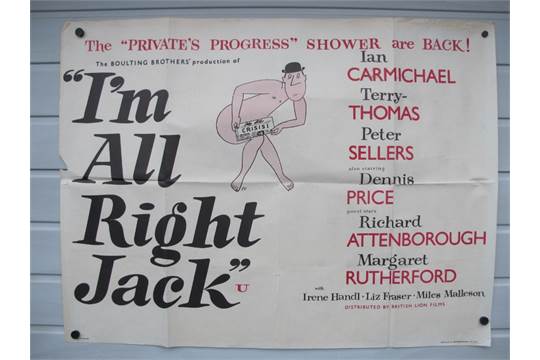 The "PRIVATE'S PROGRESS" SHOWER are BACK!
THE BOULTING BROTHERS' production of
"I'm
All
Right
Jack"
U
CRISIS!
Ian
CARMICHAEL
Terry-
THOMAS
Peter
SELLERS
also starring
Dennis
PRICE
guest stars
Richard
ATTENBOROUGH
Margaret
RUTHERFORD
with
Irene Handl · Liz Fraser · Miles Malleson
DISTRIBUTED BY BRITISH LION FILMS